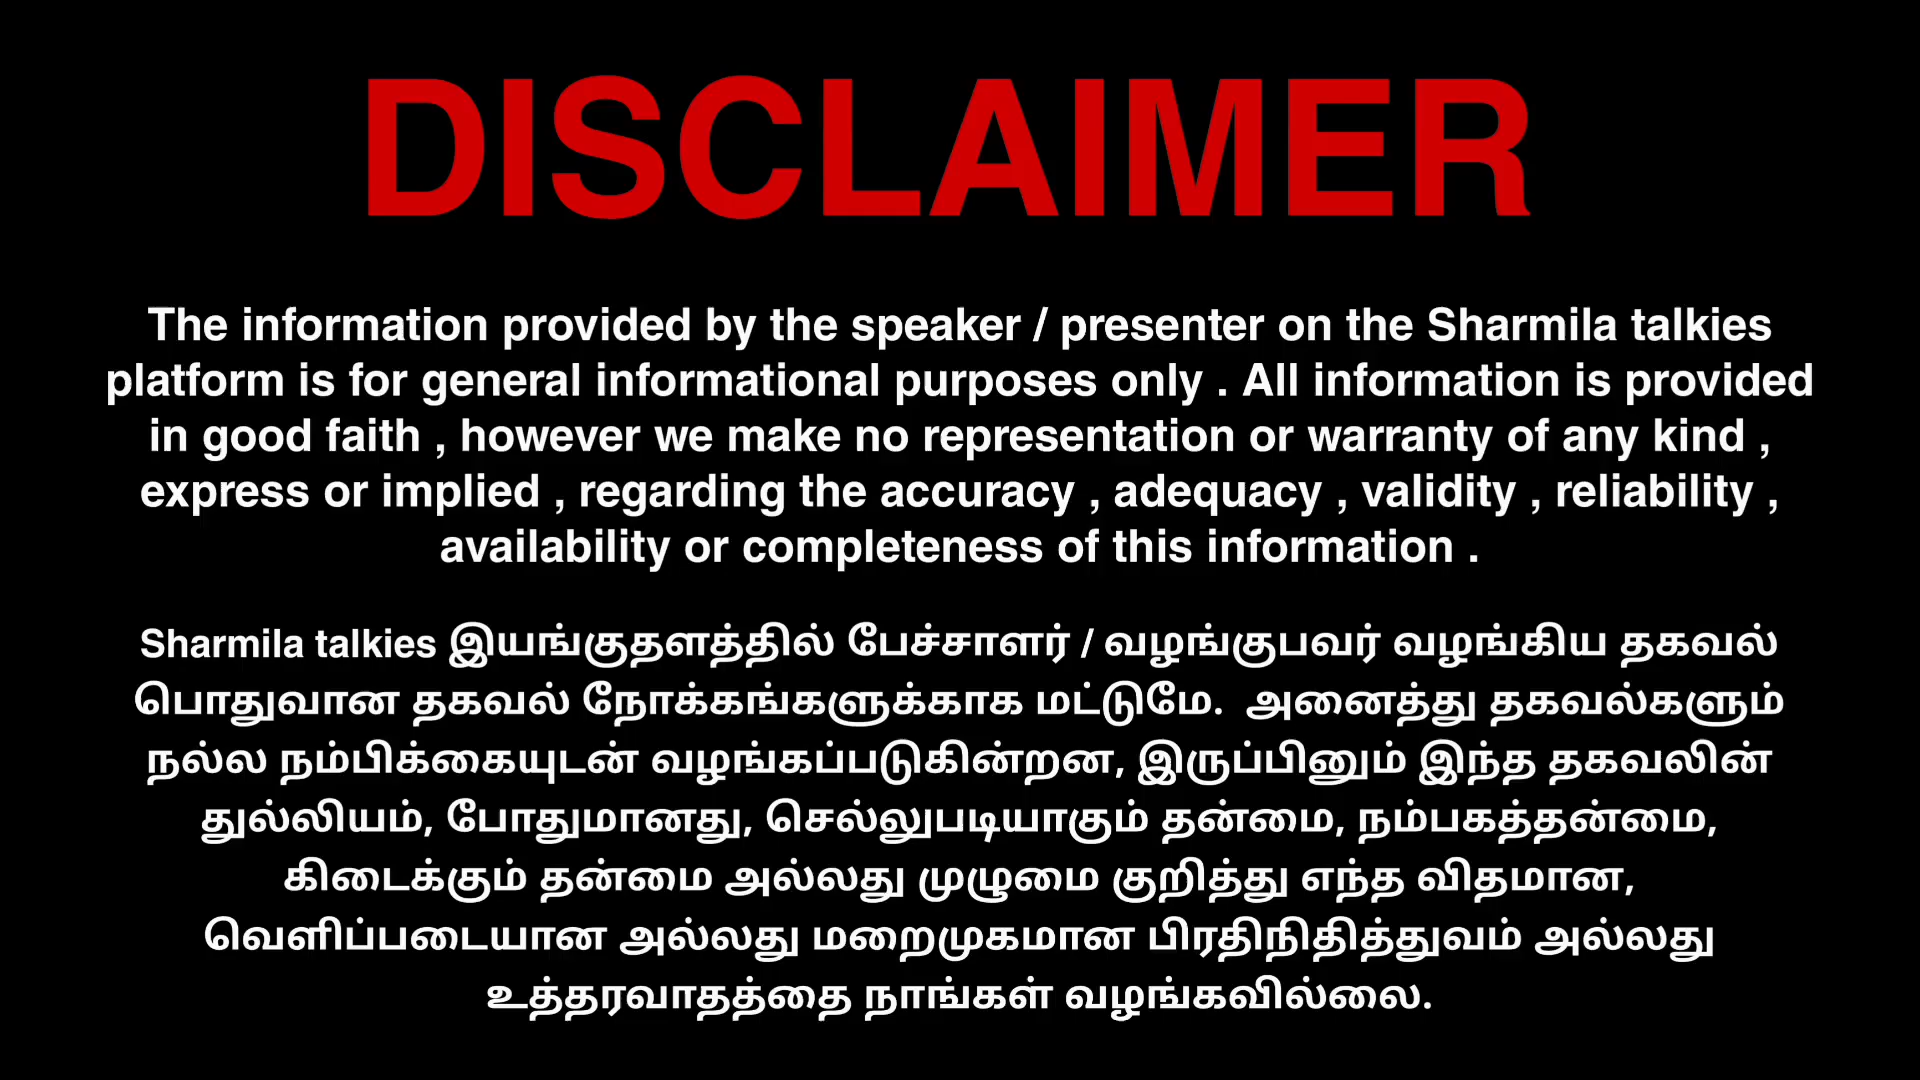 DISCLAIMER
The information provided by the speaker / presenter on the Sharmila talkies
platform is for general informational purposes only . All information is provided
in good faith , however we make no representation or warranty of any kind ,
express or implied , regarding the accuracy , adequacy , validity , reliability ,
availability or completeness of this information .
Sharmila talkies இயங்குதளத்தில் பேச்சாளர் / வழங்குபவர் வழங்கிய தகவல்
பொதுவான தகவல் நோக்கங்களுக்காக மட்டுமே.  அனைத்து தகவல்களும்
நல்ல நம்பிக்கையுடன் வழங்கப்படுகின்றன, இருப்பினும் இந்த தகவலின்
துல்லியம், போதுமானது, செல்லுபடியாகும் தன்மை, நம்பகத்தன்மை,
கிடைக்கும் தன்மை அல்லது முழுமை குறித்து எந்த விதமான,
வெளிப்படையான அல்லது மறைமுகமான பிரதிநிதித்துவம் அல்லது
உத்தரவாதத்தை நாங்கள் வழங்கவில்லை.